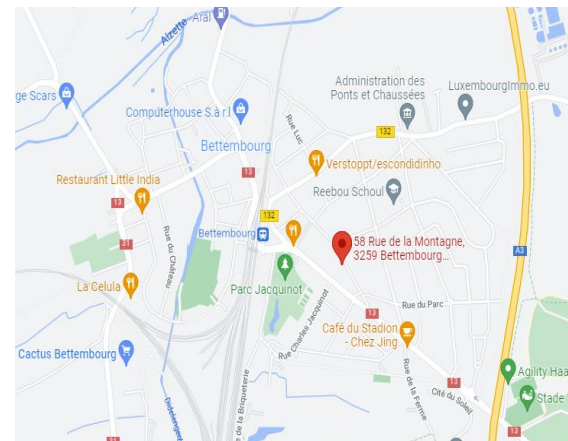 Aral
Alzette
ge Scars
Administration des
Ponts et Chaussées
LuxembourgImmo.eu
Computerhouse S.à r.l
Rue Luc
132
Bettembourg
Verstoppt/escondidinho
13
Restaurant Little India
Reebou Schoul
13
132
31
Rue du Château
Bettembourg
58 Rue de la Montagne,
3259 Bettembourg...
A3
La Celula
Parc Jacquinot
Rue du Parc
13
Rue Charles Jacquinot
Café du Stadion
- Chez Jing
Cactus Bettembourg
Rue de la Ferme
Agility Haa
13
Cité du Soleil
Stade
Rue de la Briqueterie
13